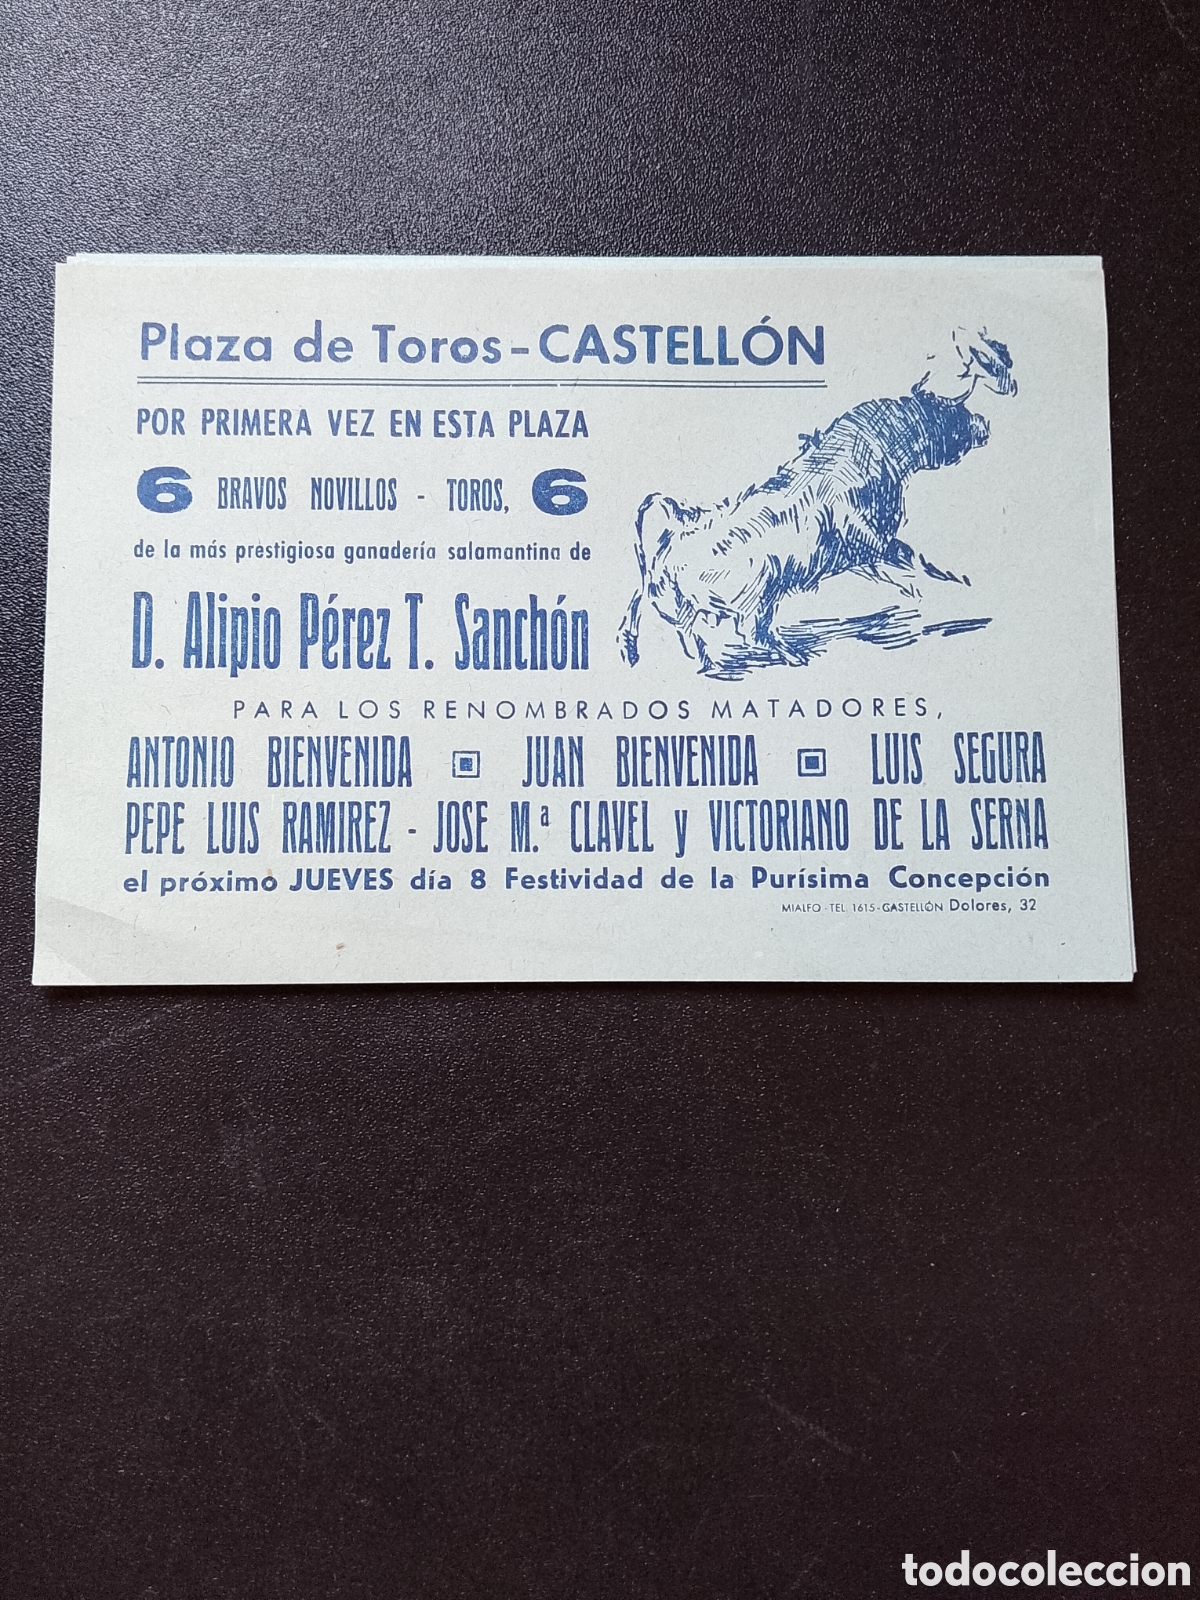 Plaza de Toros - CASTELLÓN
POR PRIMERA VEZ EN ESTA PLAZA
6 BRAVOS NOVILLOS - TOROS, 6
de la más prestigiosa ganadería salamantina de
D. Alipio Pérez T. Sanchón
PARA LOS RENOMBRADOS MATADORES,
ANTONIO BIENVENIDA JUAN BIENVENIDA LUIS SEGURA
PEPE LUIS RAMIREZ - JOSE M.ª CLAVEL y VICTORIANO DE LA SERNA
el próximo JUEVES día 8 Festividad de la Purísima Concepción
MIALFO - TEL. 1615 - CASTELLÓN Dolores, 32
todocoleccion